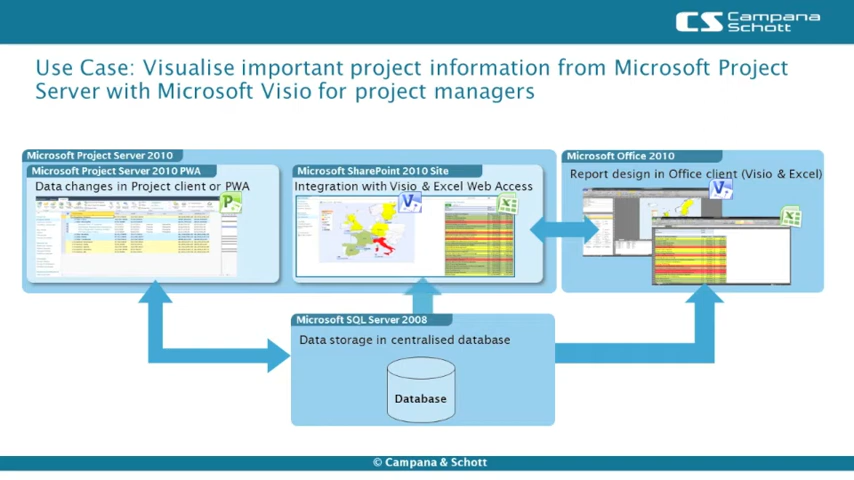 CS Campana
Schott
Use Case: Visualise important project information from Microsoft Project
Server with Microsoft Visio for project managers
Microsoft Project Server 2010
Microsoft Project Server 2010 PWA
Data changes in Project client or PWA
Microsoft SharePoint 2010 Site
Integration with Visio & Excel Web Access
Microsoft Office 2010
Report design in Office client (Visio & Excel)
Microsoft SQL Server 2008
Data storage in centralised database
Database
© Campana & Schott